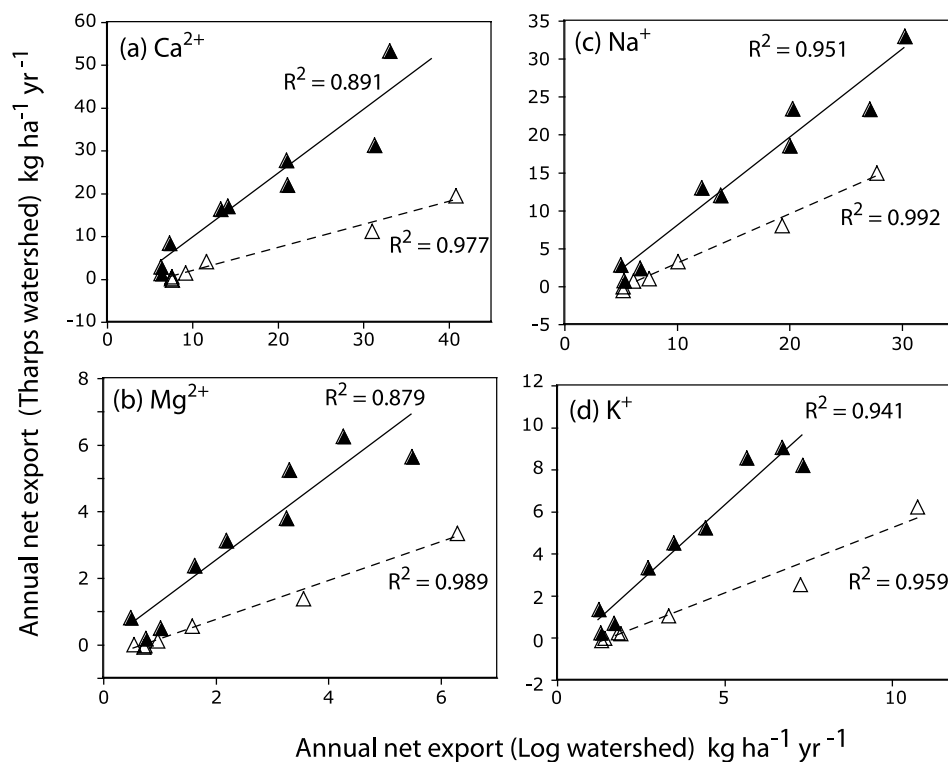 Annual net export (Tharps watershed) kg ha⁻¹ yr⁻¹
(a) Ca²⁺
R² = 0.891
R² = 0.977
60
50
40
30
20
10
0
-10
0 10 20 30 40
(c) Na⁺
R² = 0.951
R² = 0.992
35
30
25
20
15
10
5
0
-5
0 10 20 30
(b) Mg²⁺
R² = 0.879
R² = 0.989
8
6
4
2
0
0 2 4 6
(d) K⁺
R² = 0.941
R² = 0.959
12
10
8
6
4
2
0
-2
0 5 10
Annual net export (Log watershed) kg ha⁻¹ yr⁻¹